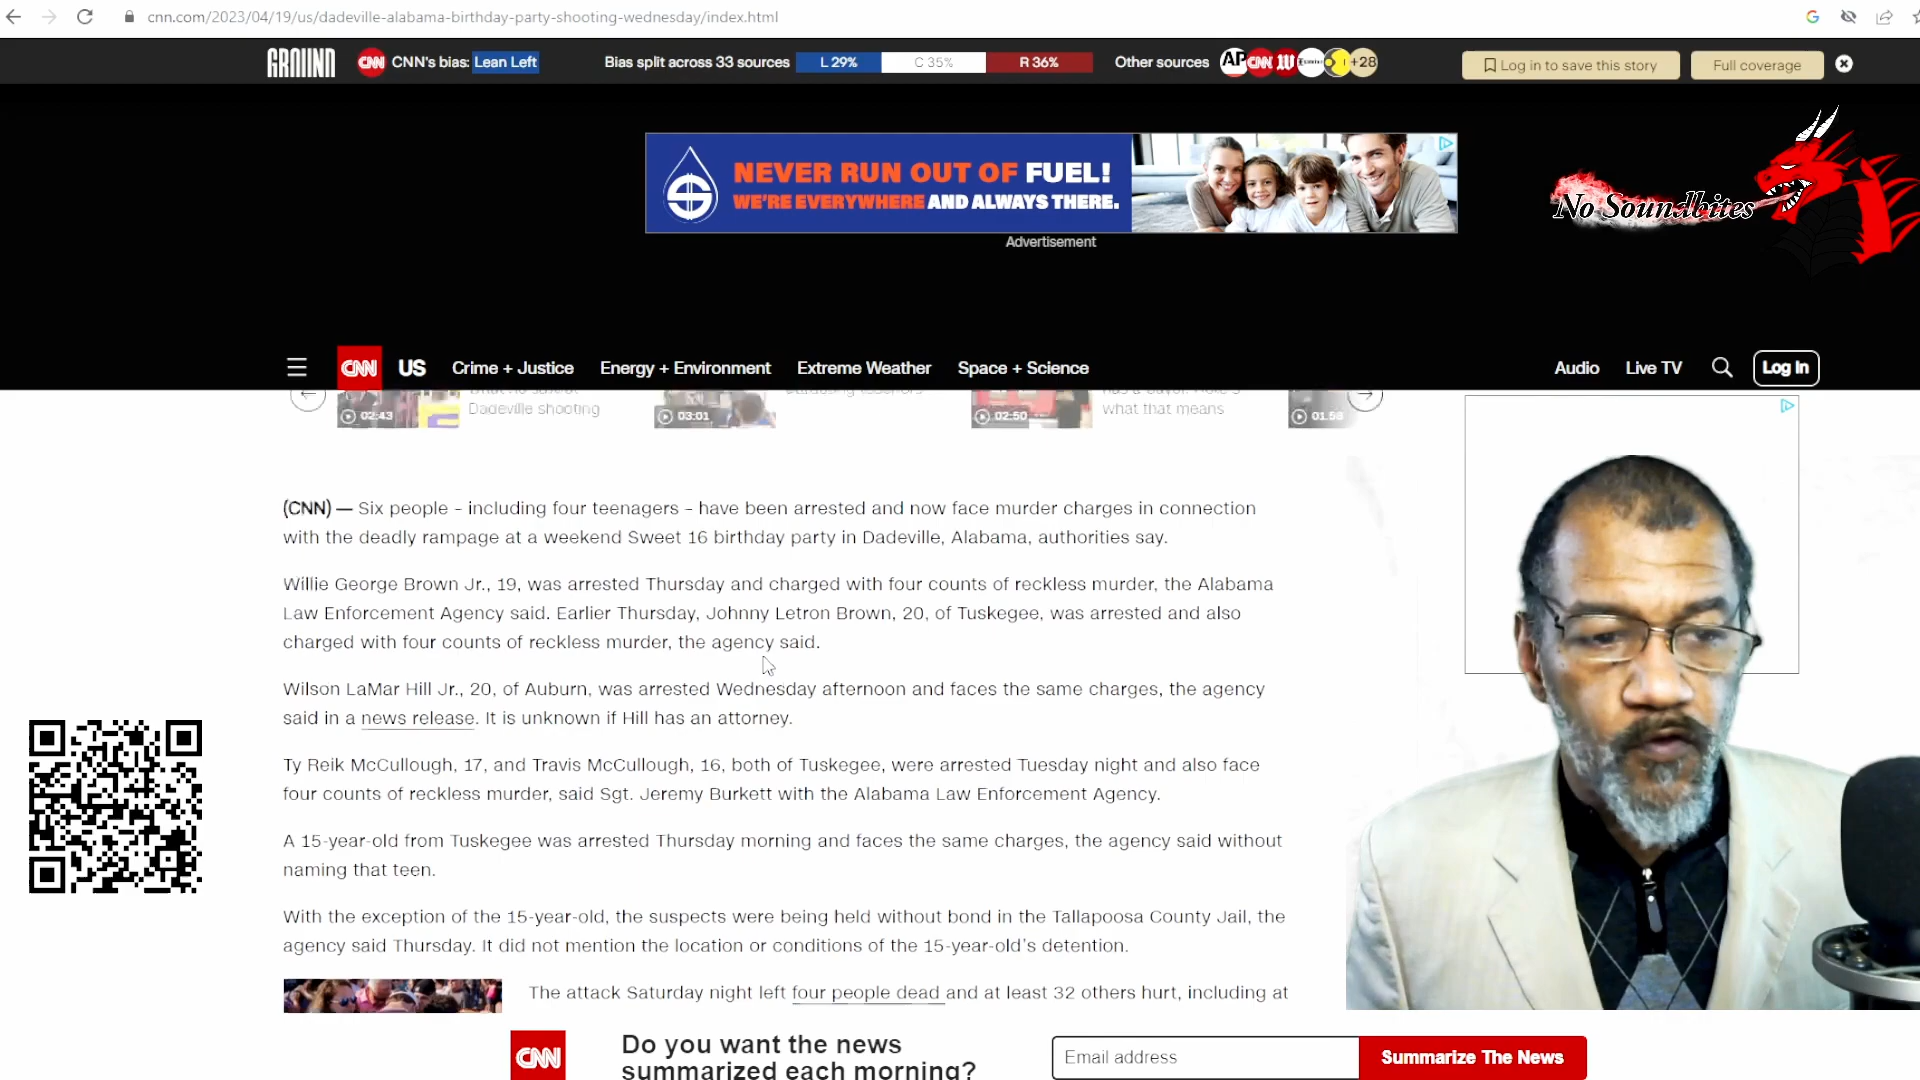 cnn.com/2023/04/19/us/dadeville-alabama-birthday-party-shooting-wednesday/index.html
GROUND CNN CNN's bias: Lean Left Bias split across 33 sources L 29% C 35% R 36% Other sources AP CNN +28 Log in to save this story Full coverage
NEVER RUN OUT OF FUEL!
WE'RE EVERYWHERE AND ALWAYS THERE.
No Soundbites
Advertisement
CNN US Crime + Justice Energy + Environment Extreme Weather Space + Science Audio Live TV Log In
Dadeville shooting what that means
02:43 03:01 02:50 01:58
(CNN) — Six people - including four teenagers - have been arrested and now face murder charges in connection
with the deadly rampage at a weekend Sweet 16 birthday party in Dadeville, Alabama, authorities say.
Willie George Brown Jr., 19, was arrested Thursday and charged with four counts of reckless murder, the Alabama
Law Enforcement Agency said. Earlier Thursday, Johnny Letron Brown, 20, of Tuskegee, was arrested and also
charged with four counts of reckless murder, the agency said.
Wilson LaMar Hill Jr., 20, of Auburn, was arrested Wednesday afternoon and faces the same charges, the agency
said in a news release. It is unknown if Hill has an attorney.
Ty Reik McCullough, 17, and Travis McCullough, 16, both of Tuskegee, were arrested Tuesday night and also face
four counts of reckless murder, said Sgt. Jeremy Burkett with the Alabama Law Enforcement Agency.
A 15-year-old from Tuskegee was arrested Thursday morning and faces the same charges, the agency said without
naming that teen.
With the exception of the 15-year-old, the suspects were being held without bond in the Tallapoosa County Jail, the
agency said Thursday. It did not mention the location or conditions of the 15-year-old's detention.
The attack Saturday night left four people dead and at least 32 others hurt, including at
CNN Do you want the news
summarized each morning?
Email address Summarize The News